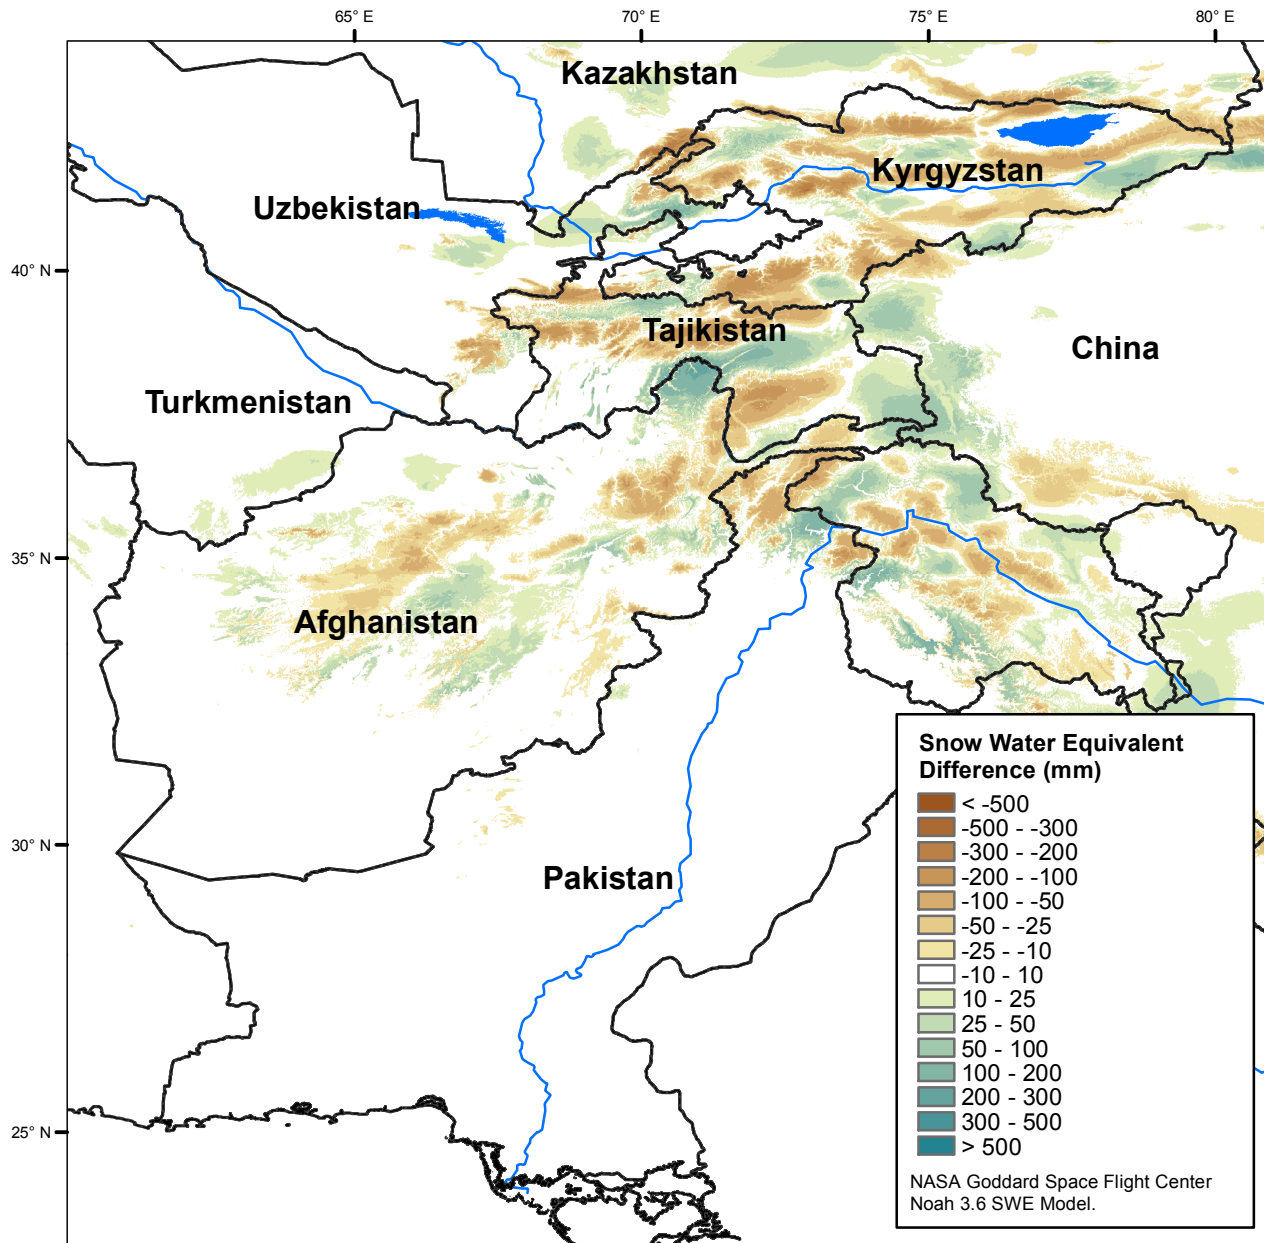 65° E
70° E
75° E
80° E
Kazakhstan
Kyrgyzstan
Uzbekistan
40° N
Tajikistan
China
Turkmenistan
35° N
Afghanistan
Snow Water Equivalent
Difference (mm)
< -500
-500 - -300
-300 - -200
-200 - -100
-100 - -50
-50 - -25
-25 - -10
-10 - 10
10 - 25
25 - 50
50 - 100
100 - 200
200 - 300
300 - 500
> 500
NASA Goddard Space Flight Center
Noah 3.6 SWE Model.
30° N
Pakistan
25° N